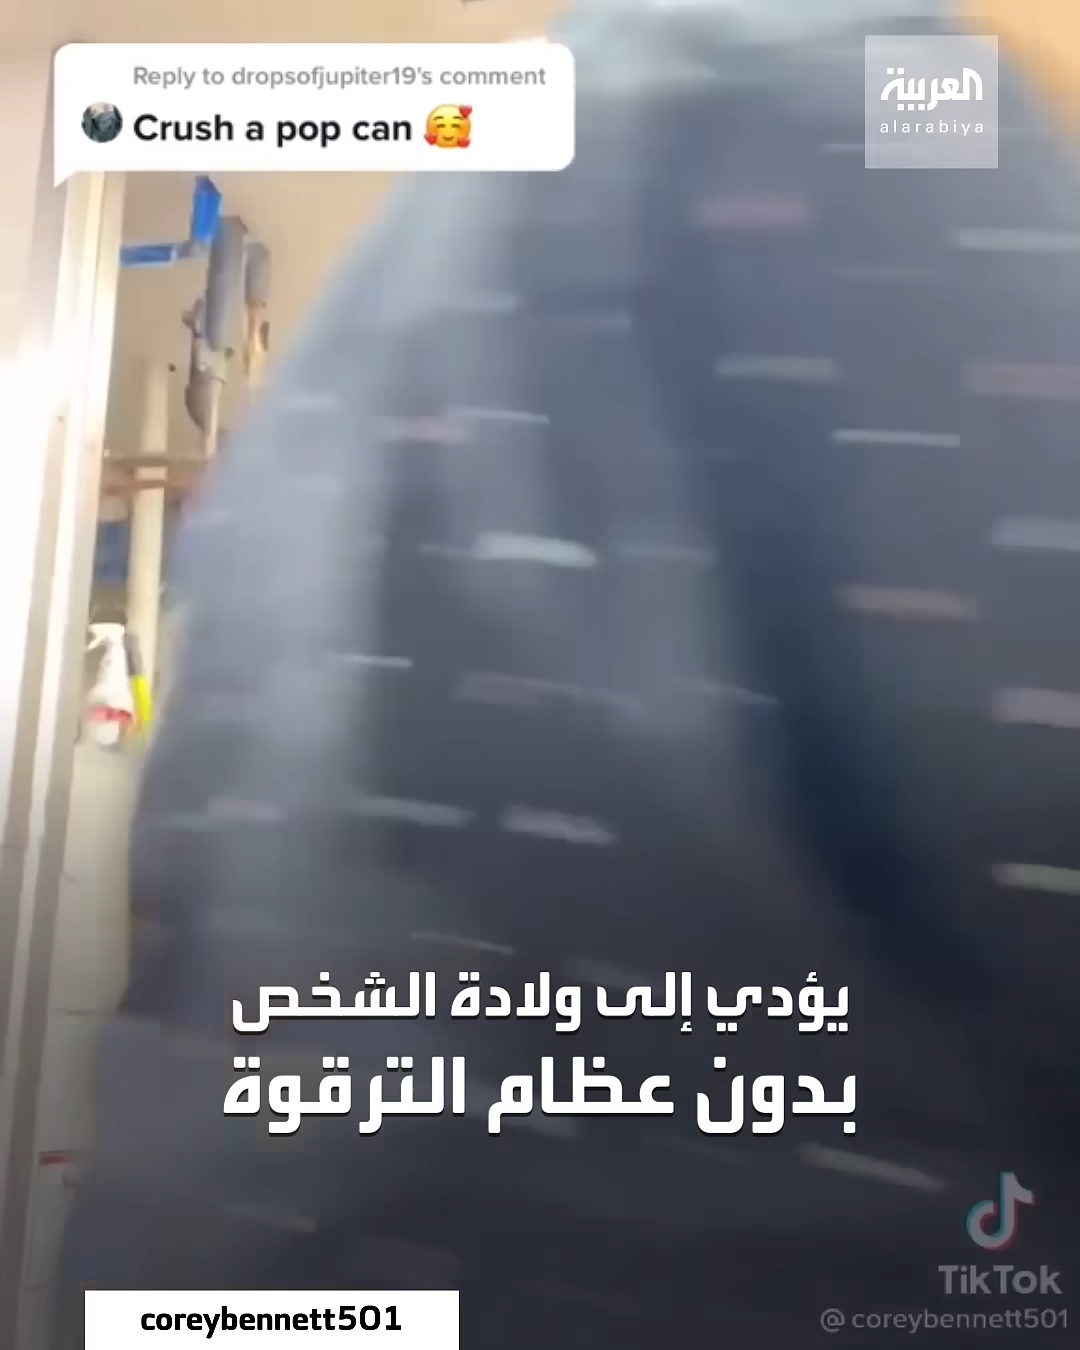 Reply to dropsofjupiter19's comment
Crush a pop can 🥰
العربية
alarabiya
يؤدي إلى ولادة الشخص
بدون عظام الترقوة
TikTok
@coreybennett501
coreybennett501